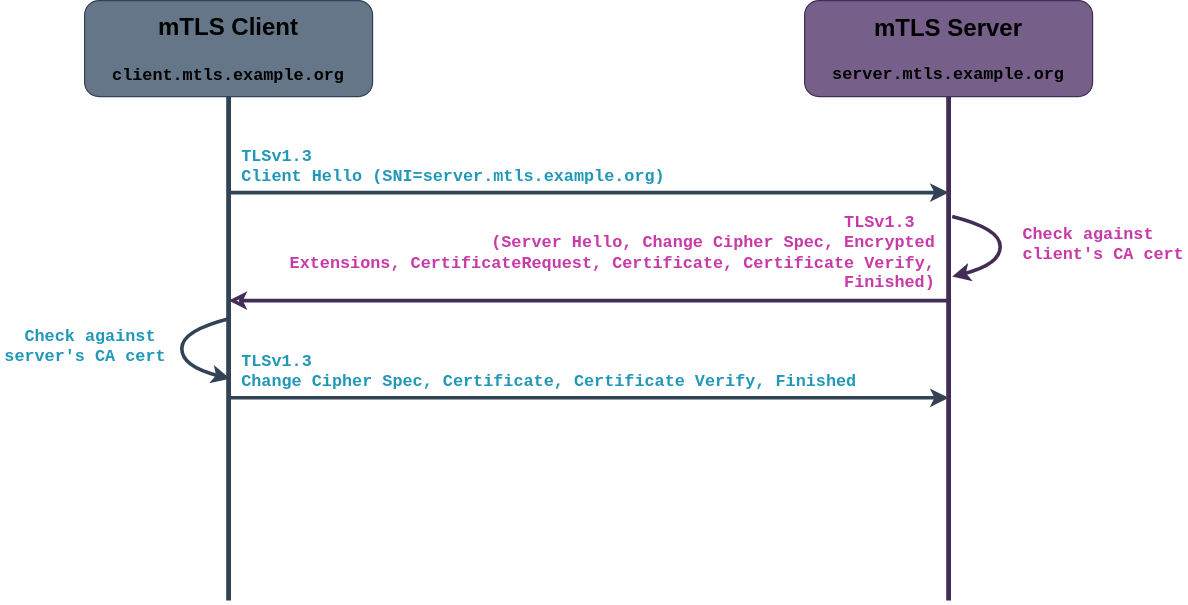 mTLS Client
client.mtls.example.org
mTLS Server
server.mtls.example.org
TLSv1.3
Client Hello (SNI=server.mtls.example.org)
TLSv1.3
(Server Hello, Change Cipher Spec, Encrypted
Extensions, CertificateRequest, Certificate, Certificate Verify,
Finished)
Check against
client's CA cert
Check against
server's CA cert
TLSv1.3
Change Cipher Spec, Certificate, Certificate Verify, Finished